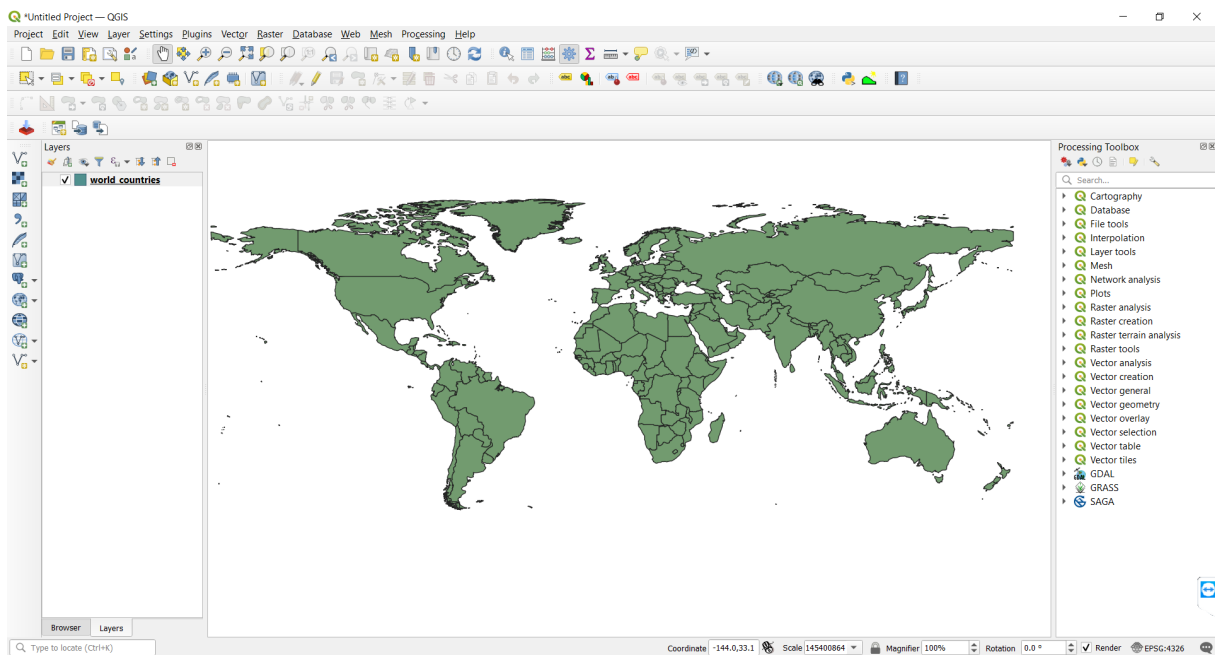 *Untitled Project — QGIS
Project Edit View Layer Settings Plugins Vector Raster Database Web Mesh Processing Help
Layers
world_countries
Processing Toolbox
Search...
Cartography
Database
File tools
Interpolation
Layer tools
Mesh
Network analysis
Plots
Raster analysis
Raster creation
Raster terrain analysis
Raster tools
Vector analysis
Vector creation
Vector general
Vector geometry
Vector overlay
Vector selection
Vector table
Vector tiles
GDAL
GRASS
SAGA
Browser Layers
Type to locate (Ctrl+K) Coordinate -144.0,33.1 Scale 145400864 Magnifier 100% Rotation 0.0 ° Render EPSG:4326